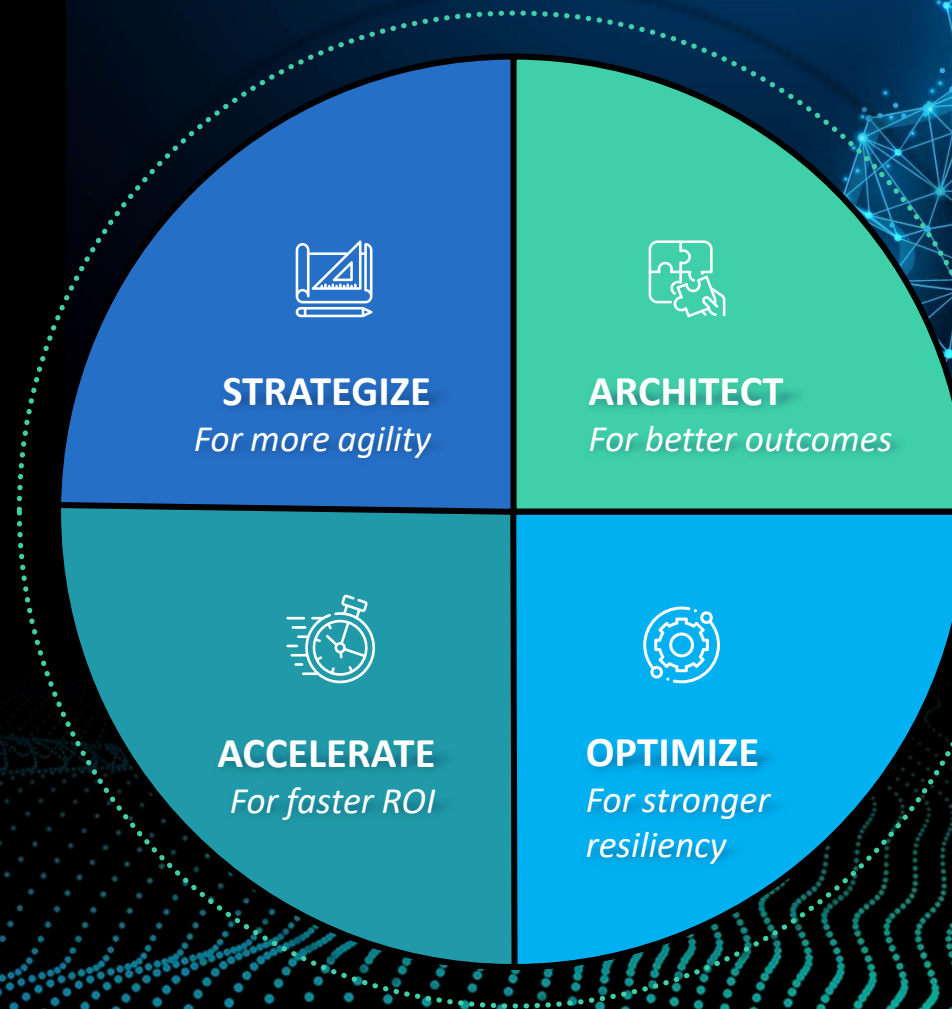 STRATEGIZE
For more agility
ARCHITECT
For better outcomes
ACCELERATE
For faster ROI
OPTIMIZE
For stronger
resiliency